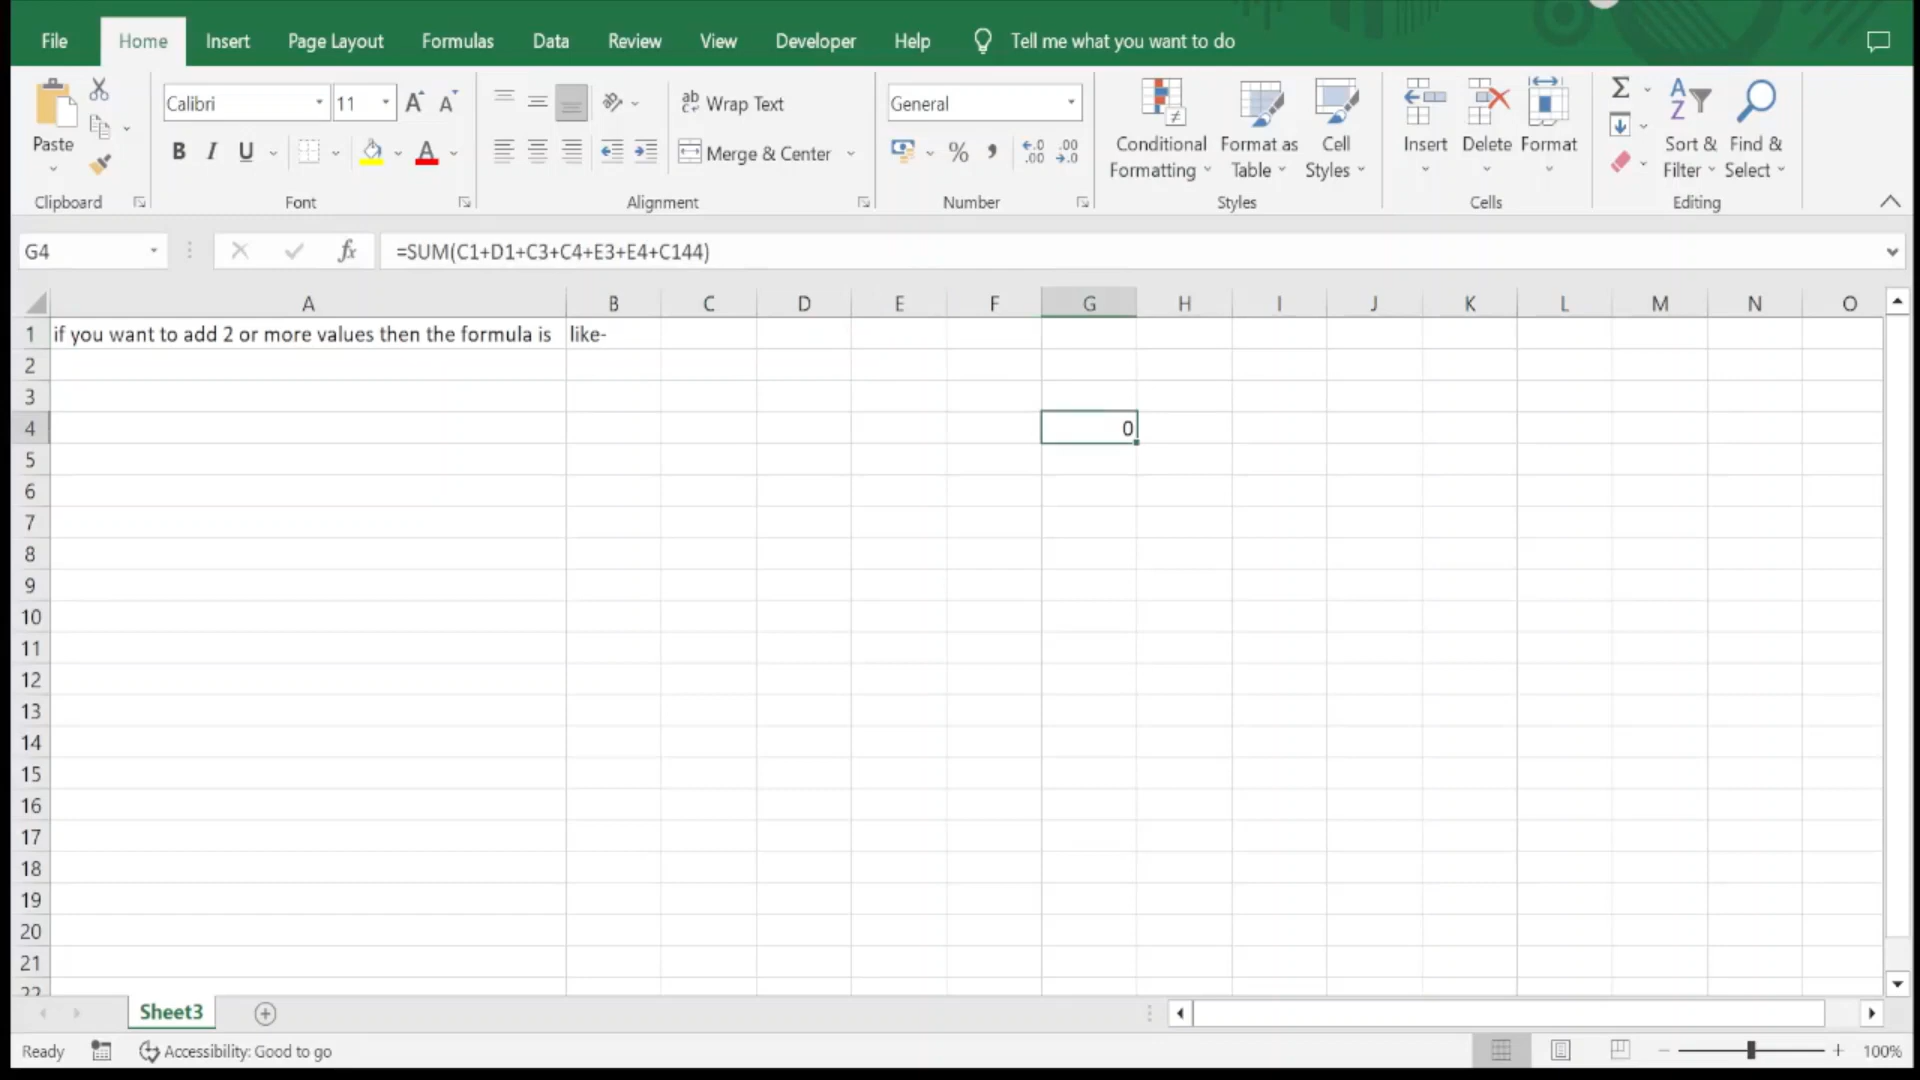 File Home Insert Page Layout Formulas Data Review View Developer Help Tell me what you want to do
Paste
Clipboard
Calibri 11
B I U A
Font
Wrap Text
Merge & Center
Alignment
General
% , .00 .00
Number
Conditional Formatting
Format as Table
Cell Styles
Styles
Insert Delete Format
Cells
Sort & Filter
Find & Select
Editing
G4 fx =SUM(C1+D1+C3+C4+E3+E4+C144)
A B C D E F G H I J K L M N O
1 if you want to add 2 or more values then the formula is like-
2
3
4 0
5
6
7
8
9
10
11
12
13
14
15
16
17
18
19
20
21
22
Sheet3
Ready Accessibility: Good to go 100%